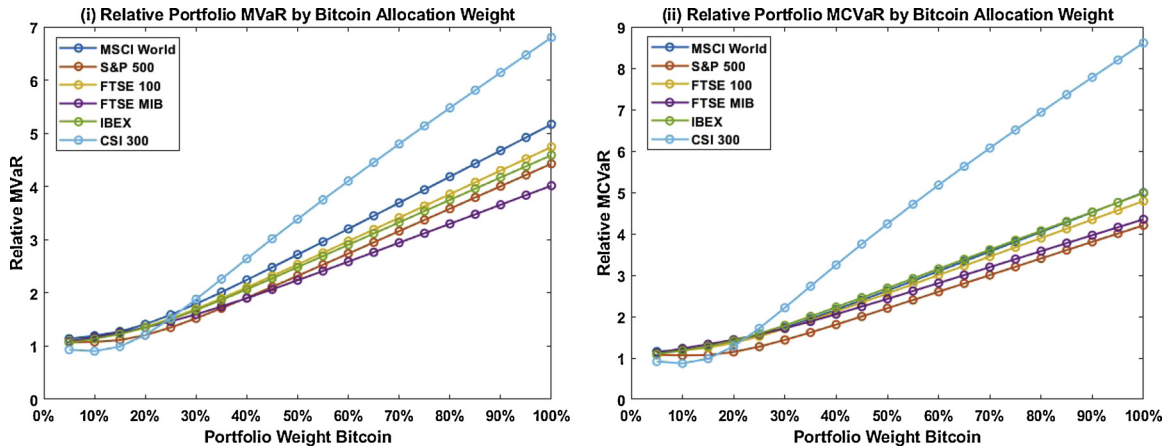 (i) Relative Portfolio MVaR by Bitcoin Allocation Weight
7
6
5
4
3
2
1
0
Relative MVaR
MSCI World
S&P 500
FTSE 100
FTSE MIB
IBEX
CSI 300
0% 10% 20% 30% 40% 50% 60% 70% 80% 90% 100%
Portfolio Weight Bitcoin
(ii) Relative Portfolio MCVaR by Bitcoin Allocation Weight
9
8
7
6
5
4
3
2
1
0
Relative MCVaR
MSCI World
S&P 500
FTSE 100
FTSE MIB
IBEX
CSI 300
0% 10% 20% 30% 40% 50% 60% 70% 80% 90% 100%
Portfolio Weight Bitcoin